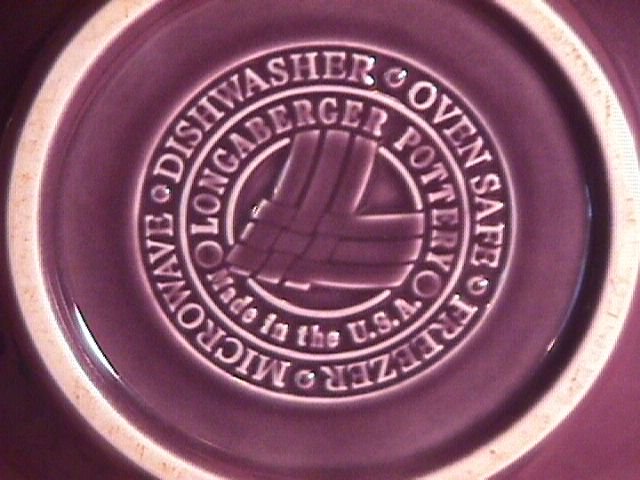 MICROWAVE • DISHWASHER • OVEN SAFE • FREEZER •
LONGABERGER POTTERY
Made in the U.S.A.